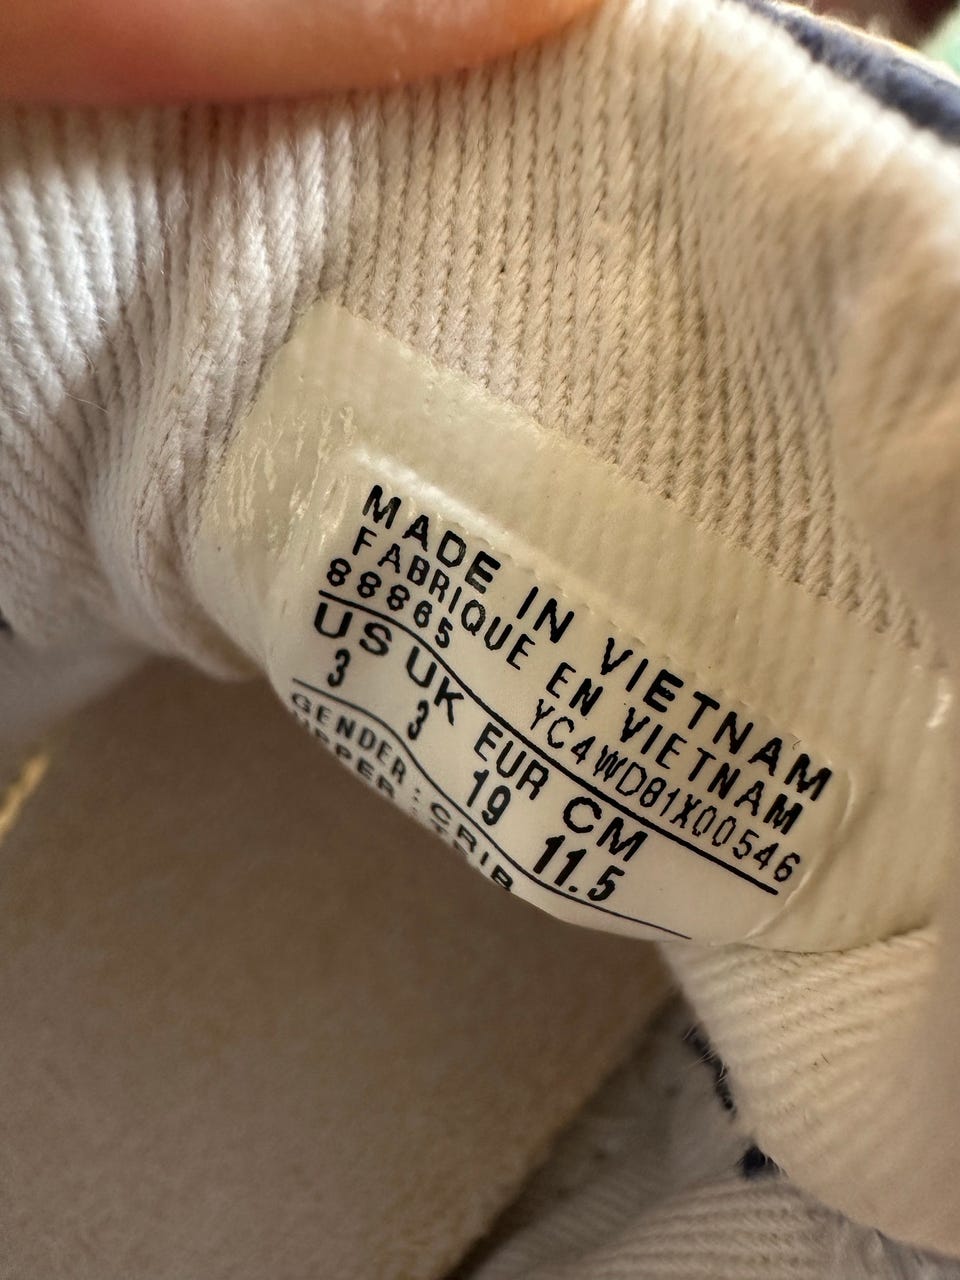 MADE IN VIETNAM
FABRIQUE EN VIETNAM
88865 YC4WD81X00546
US UK EUR CM
3 3 19 11.5
GENDER : CRIB
UPPER :